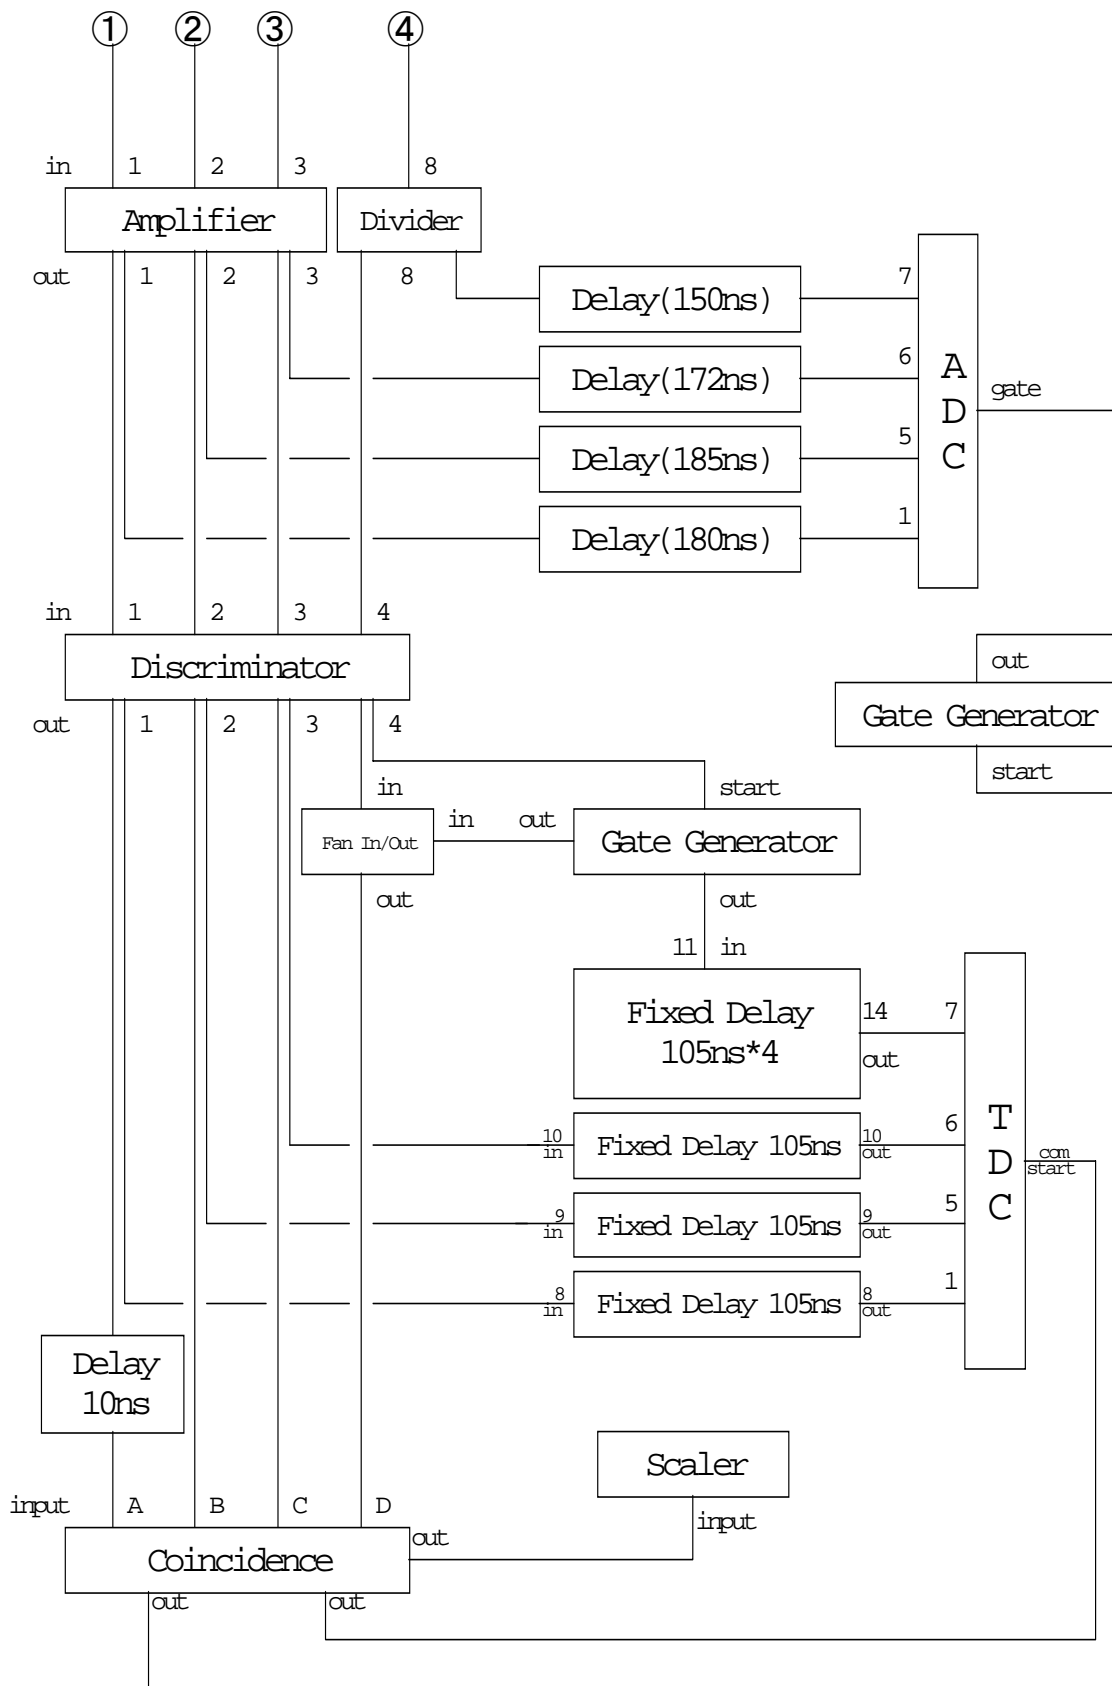 ① ② ③ ④
in 1 2 3 8
Amplifier
Divider
out 1 2 3 8
Delay(150ns)
7
Delay(172ns)
6
Delay(185ns)
5
Delay(180ns)
1
A
D
C
gate
in 1 2 3 4
Discriminator
out 1 2 3 4
out
Gate Generator
start
in
start
Fan In/Out
in out
Gate Generator
out
out
11 in
Fixed Delay
105ns*4
14
out
7
10
in
Fixed Delay 105ns
10
out
6
9
in
Fixed Delay 105ns
9
out
5
8
in
Fixed Delay 105ns
8
out
1
T
D
C
com
start
Delay
10ns
Scaler
input
input A B C D
Coincidence
out
out
out